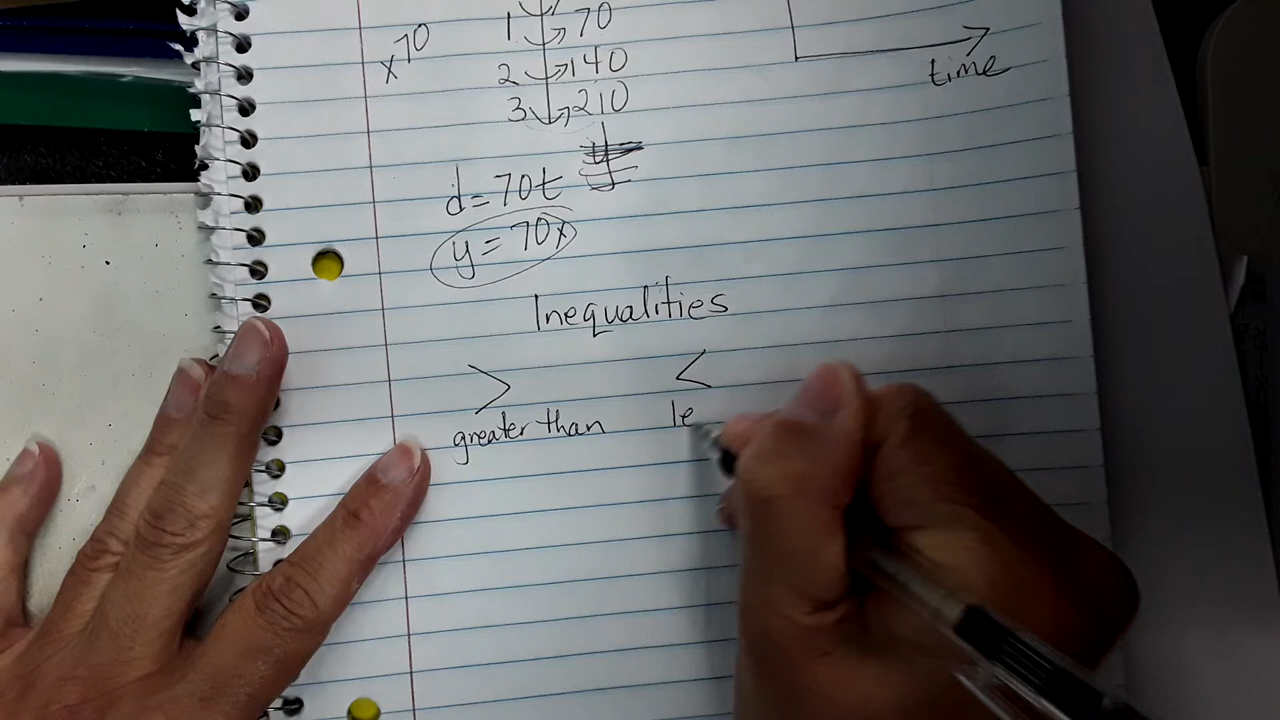 1 70
x70
2 140
time
3 210
d=70t
y=70x
Inequalities
> <
greater than le